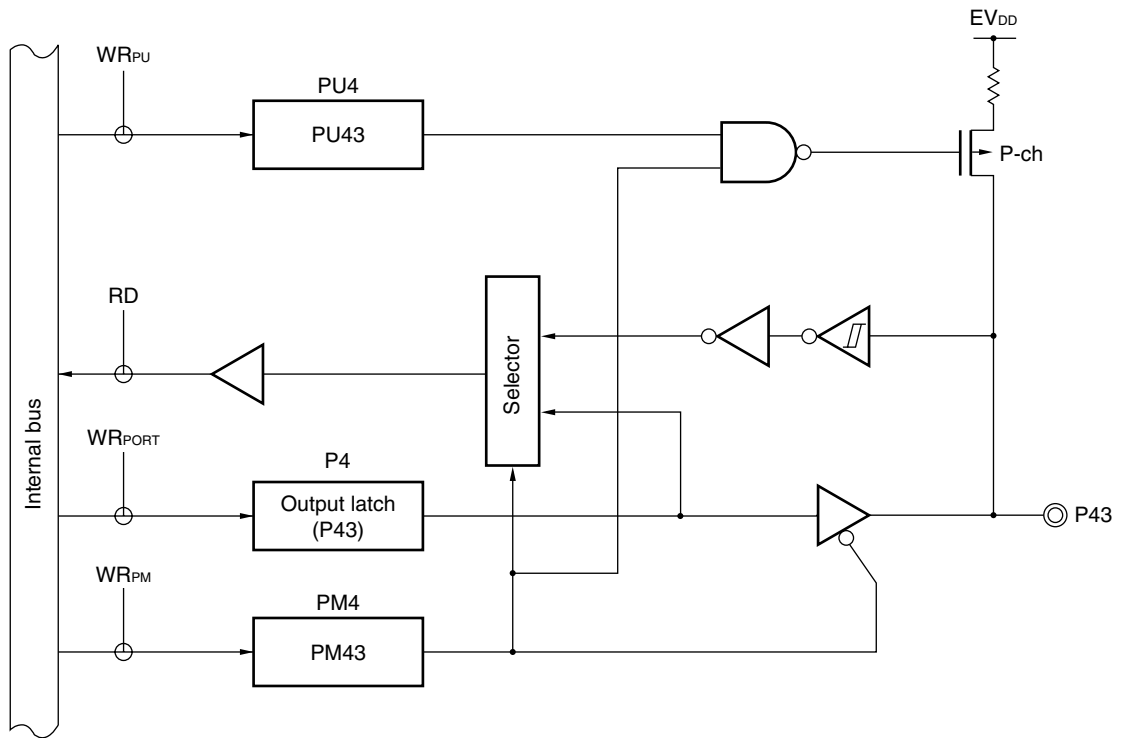 EVDD
WRPU
PU4
PU43
P-ch
RD
Selector
Internal bus
WRPORT
P4
Output latch
(P43)
P43
WRPM
PM4
PM43